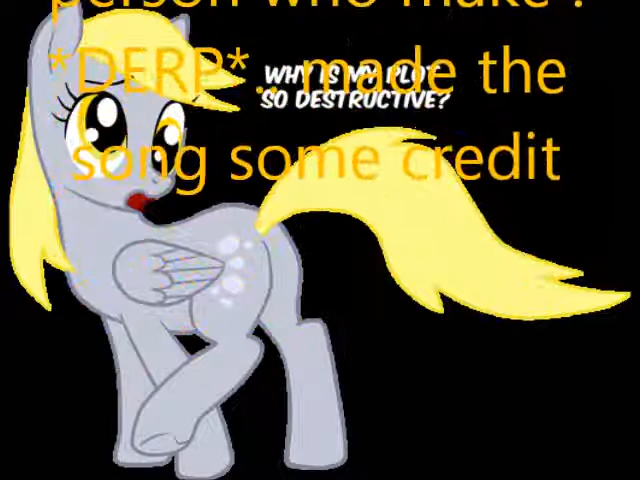 person who make .
*DERP*.. made the
WHY IS MY PLOT
SO DESTRUCTIVE?
song some credit